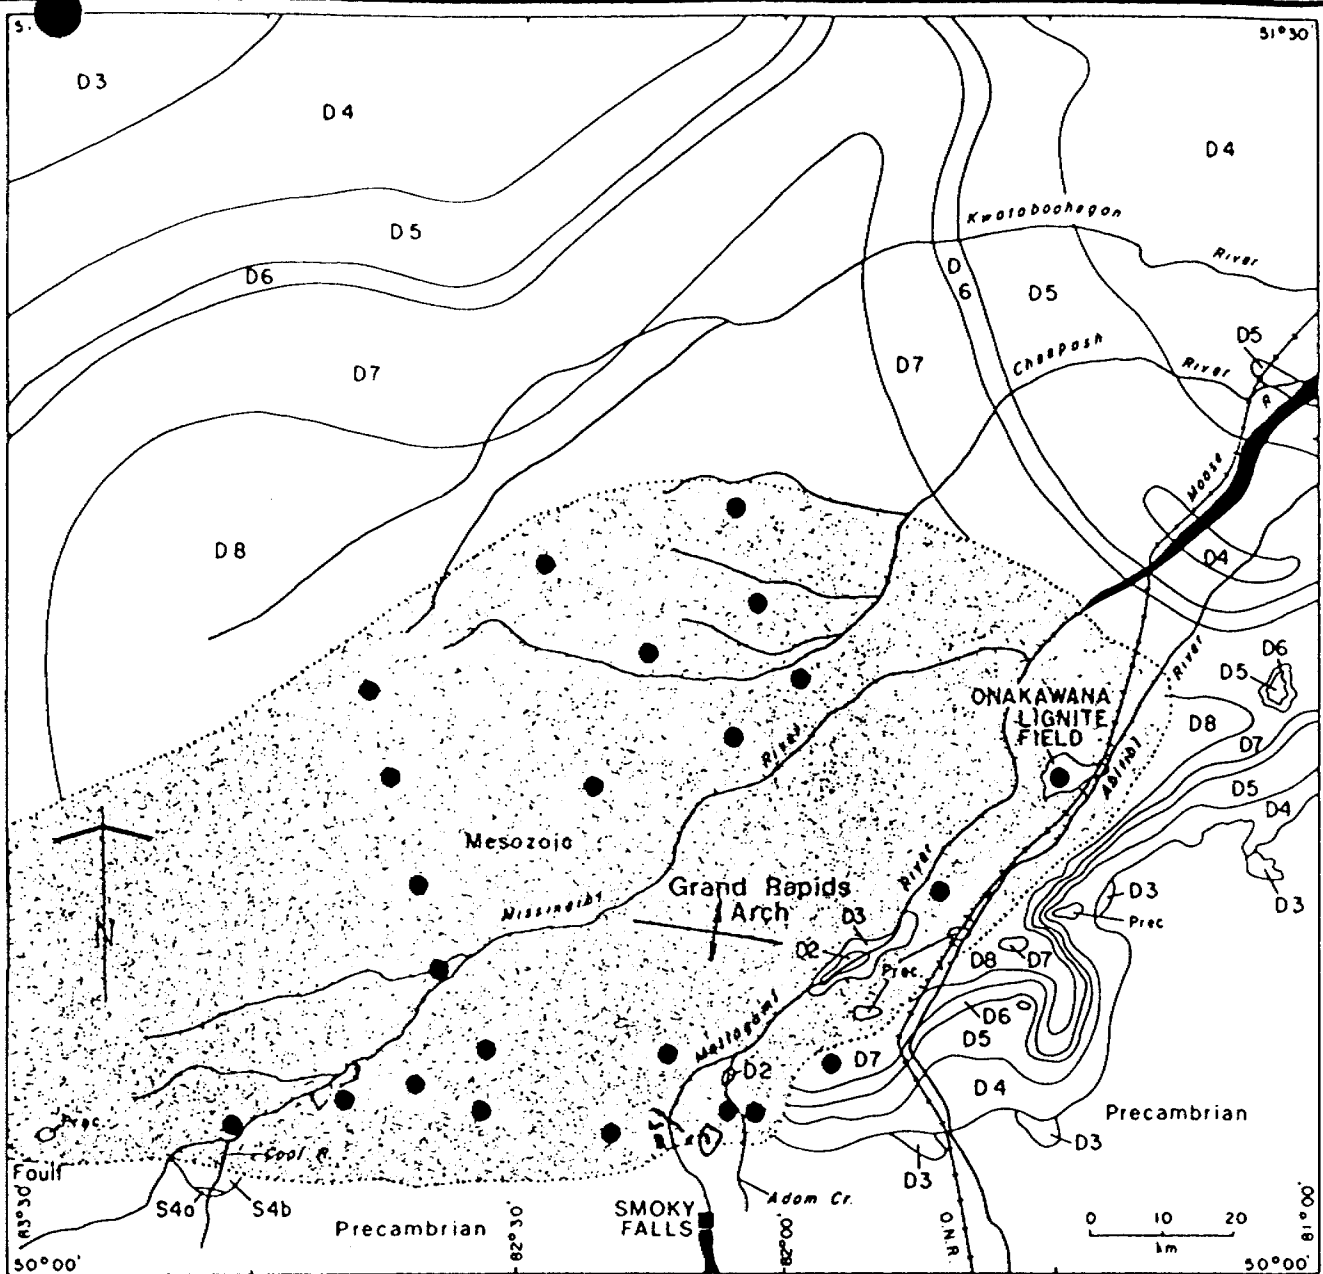 51°30'
D3
D4
D4
Kwataboohegan
River
D5
D6
D
6
D5
D5
Cheepash
River
D7
D7
R
Moose
D8
D4
D6
D5
River
ONAKAWANA
LIGNITE
FIELD
D8
D7
River
Abitibi
D5
D4
Mesozoic
River
Grand Rapids
Arch
D3
D3
D3
Missinaibi
Prec
D2
N
Prec.
D8
D7
D6
Mattagami
D5
D2
D7
D4
Precambrian
Prec.
D3
Coal R.
Fault
D3
S4a
S4b
Adam Cr.
83°30'
Precambrian
82°30'
SMOKY
FALLS
82°00'
O.N.R.
0 10 20
km
81°00'
50°00'
50°00'